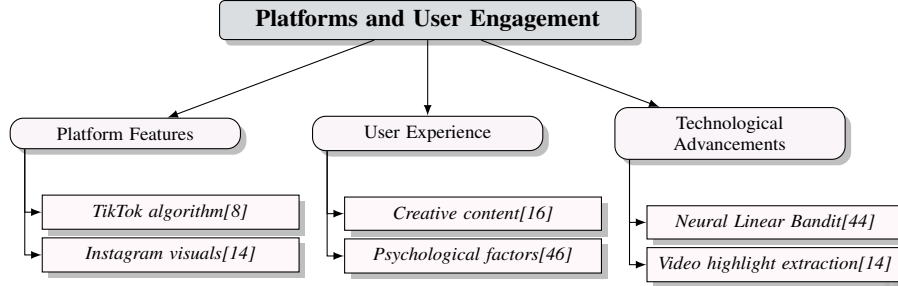 Platforms and User Engagement
Platform Features
TikTok algorithm[8]
Instagram visuals[14]
User Experience
Creative content[16]
Psychological factors[46]
Technological
Advancements
Neural Linear Bandit[44]
Video highlight extraction[14]